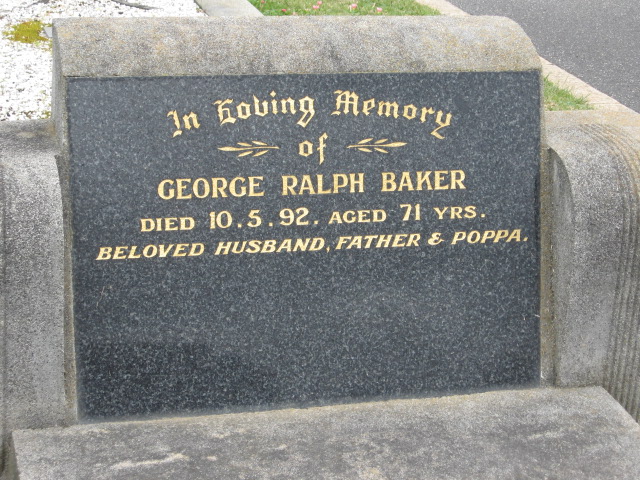 In Loving Memory
of
GEORGE RALPH BAKER
DIED 10.5.92. AGED 71 YRS.
BELOVED HUSBAND, FATHER & POPPA.